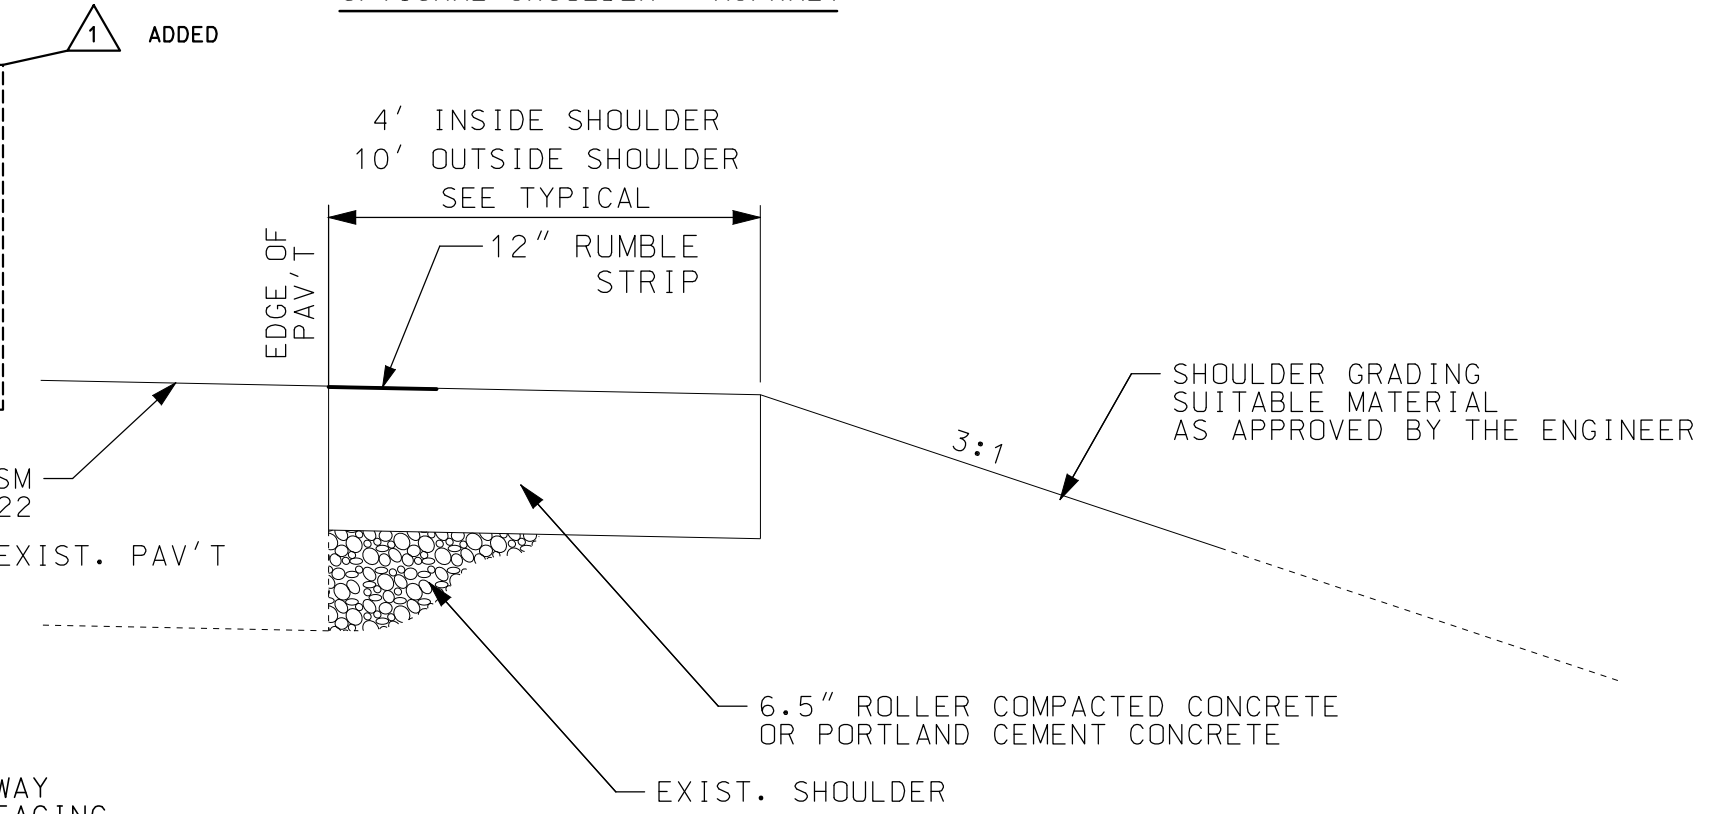 1 ADDED
4' INSIDE SHOULDER
10' OUTSIDE SHOULDER
SEE TYPICAL
12" RUMBLE
STRIP
EDGE OF
PAV'T
SHOULDER GRADING
SUITABLE MATERIAL
AS APPROVED BY THE ENGINEER
3:1
SM
22
EXIST. PAV'T
6.5" ROLLER COMPACTED CONCRETE
OR PORTLAND CEMENT CONCRETE
EXIST. SHOULDER
WAY